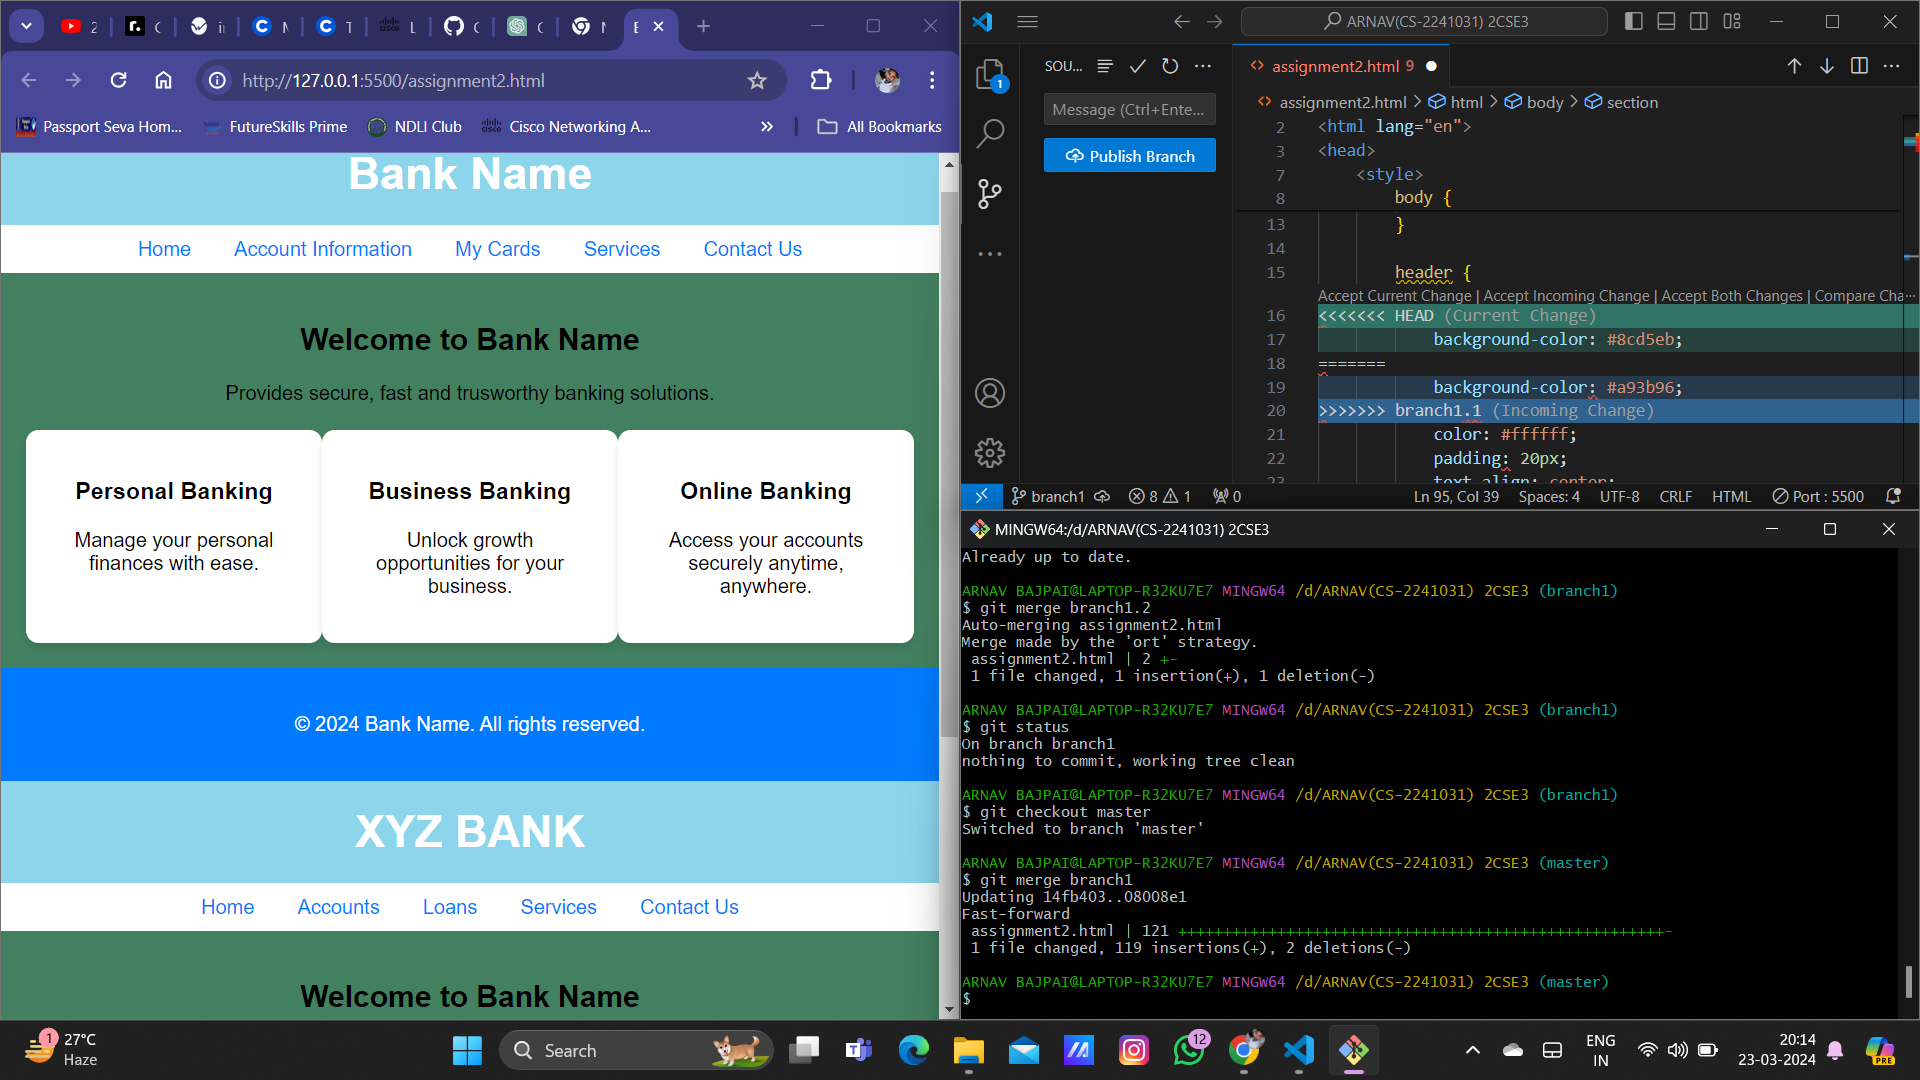 2
C
ii
M
T
L
C
C
N
E
http://127.0.0.1:5500/assignment2.html
Passport Seva Hom...
FutureSkills Prime
NDLI Club
Cisco Networking A...
All Bookmarks
Bank Name
Home Account Information My Cards Services Contact Us
Welcome to Bank Name
Provides secure, fast and trusworthy banking solutions.
Personal Banking
Manage your personal
finances with ease.
Business Banking
Unlock growth
opportunities for your
business.
Online Banking
Access your accounts
securely anytime,
anywhere.
© 2024 Bank Name. All rights reserved.
XYZ BANK
Home Accounts Loans Services Contact Us
Welcome to Bank Name
ARNAV(CS-2241031) 2CSE3
1
SOU...
Message (Ctrl+Ente...
Publish Branch
assignment2.html 9
assignment2.html > html > body > section
2 <html lang="en">
3 <head>
7 <style>
8 body {
13 }
14
15 header {
Accept Current Change | Accept Incoming Change | Accept Both Changes | Compare Cha...
16 <<<<<<< HEAD (Current Change)
17 background-color: #8cd5eb;
18 =======
19 background-color: #a93b96;
20 >>>>>>> branch1.1 (Incoming Change)
21 color: #ffffff;
22 padding: 20px;
23 text-align: center;
branch1 8 1 0 Ln 95, Col 39 Spaces: 4 UTF-8 CRLF HTML Port : 5500
MINGW64:/d/ARNAV(CS-2241031) 2CSE3
Already up to date.
ARNAV BAJPAI@LAPTOP-R32KU7E7 MINGW64 /d/ARNAV(CS-2241031) 2CSE3 (branch1)
$ git merge branch1.2
Auto-merging assignment2.html
Merge made by the 'ort' strategy.
assignment2.html | 2 +-
1 file changed, 1 insertion(+), 1 deletion(-)
ARNAV BAJPAI@LAPTOP-R32KU7E7 MINGW64 /d/ARNAV(CS-2241031) 2CSE3 (branch1)
$ git status
On branch branch1
nothing to commit, working tree clean
ARNAV BAJPAI@LAPTOP-R32KU7E7 MINGW64 /d/ARNAV(CS-2241031) 2CSE3 (branch1)
$ git checkout master
Switched to branch 'master'
ARNAV BAJPAI@LAPTOP-R32KU7E7 MINGW64 /d/ARNAV(CS-2241031) 2CSE3 (master)
$ git merge branch1
Updating 14fb403..08008e1
Fast-forward
assignment2.html | 121 ++++++++++++++++++++++++++++++++++++++++++++++++++++++-
1 file changed, 119 insertions(+), 2 deletions(-)
ARNAV BAJPAI@LAPTOP-R32KU7E7 MINGW64 /d/ARNAV(CS-2241031) 2CSE3 (master)
$
1
27°C
Haze
Search
12
ENG
IN
20:14
23-03-2024
PRE